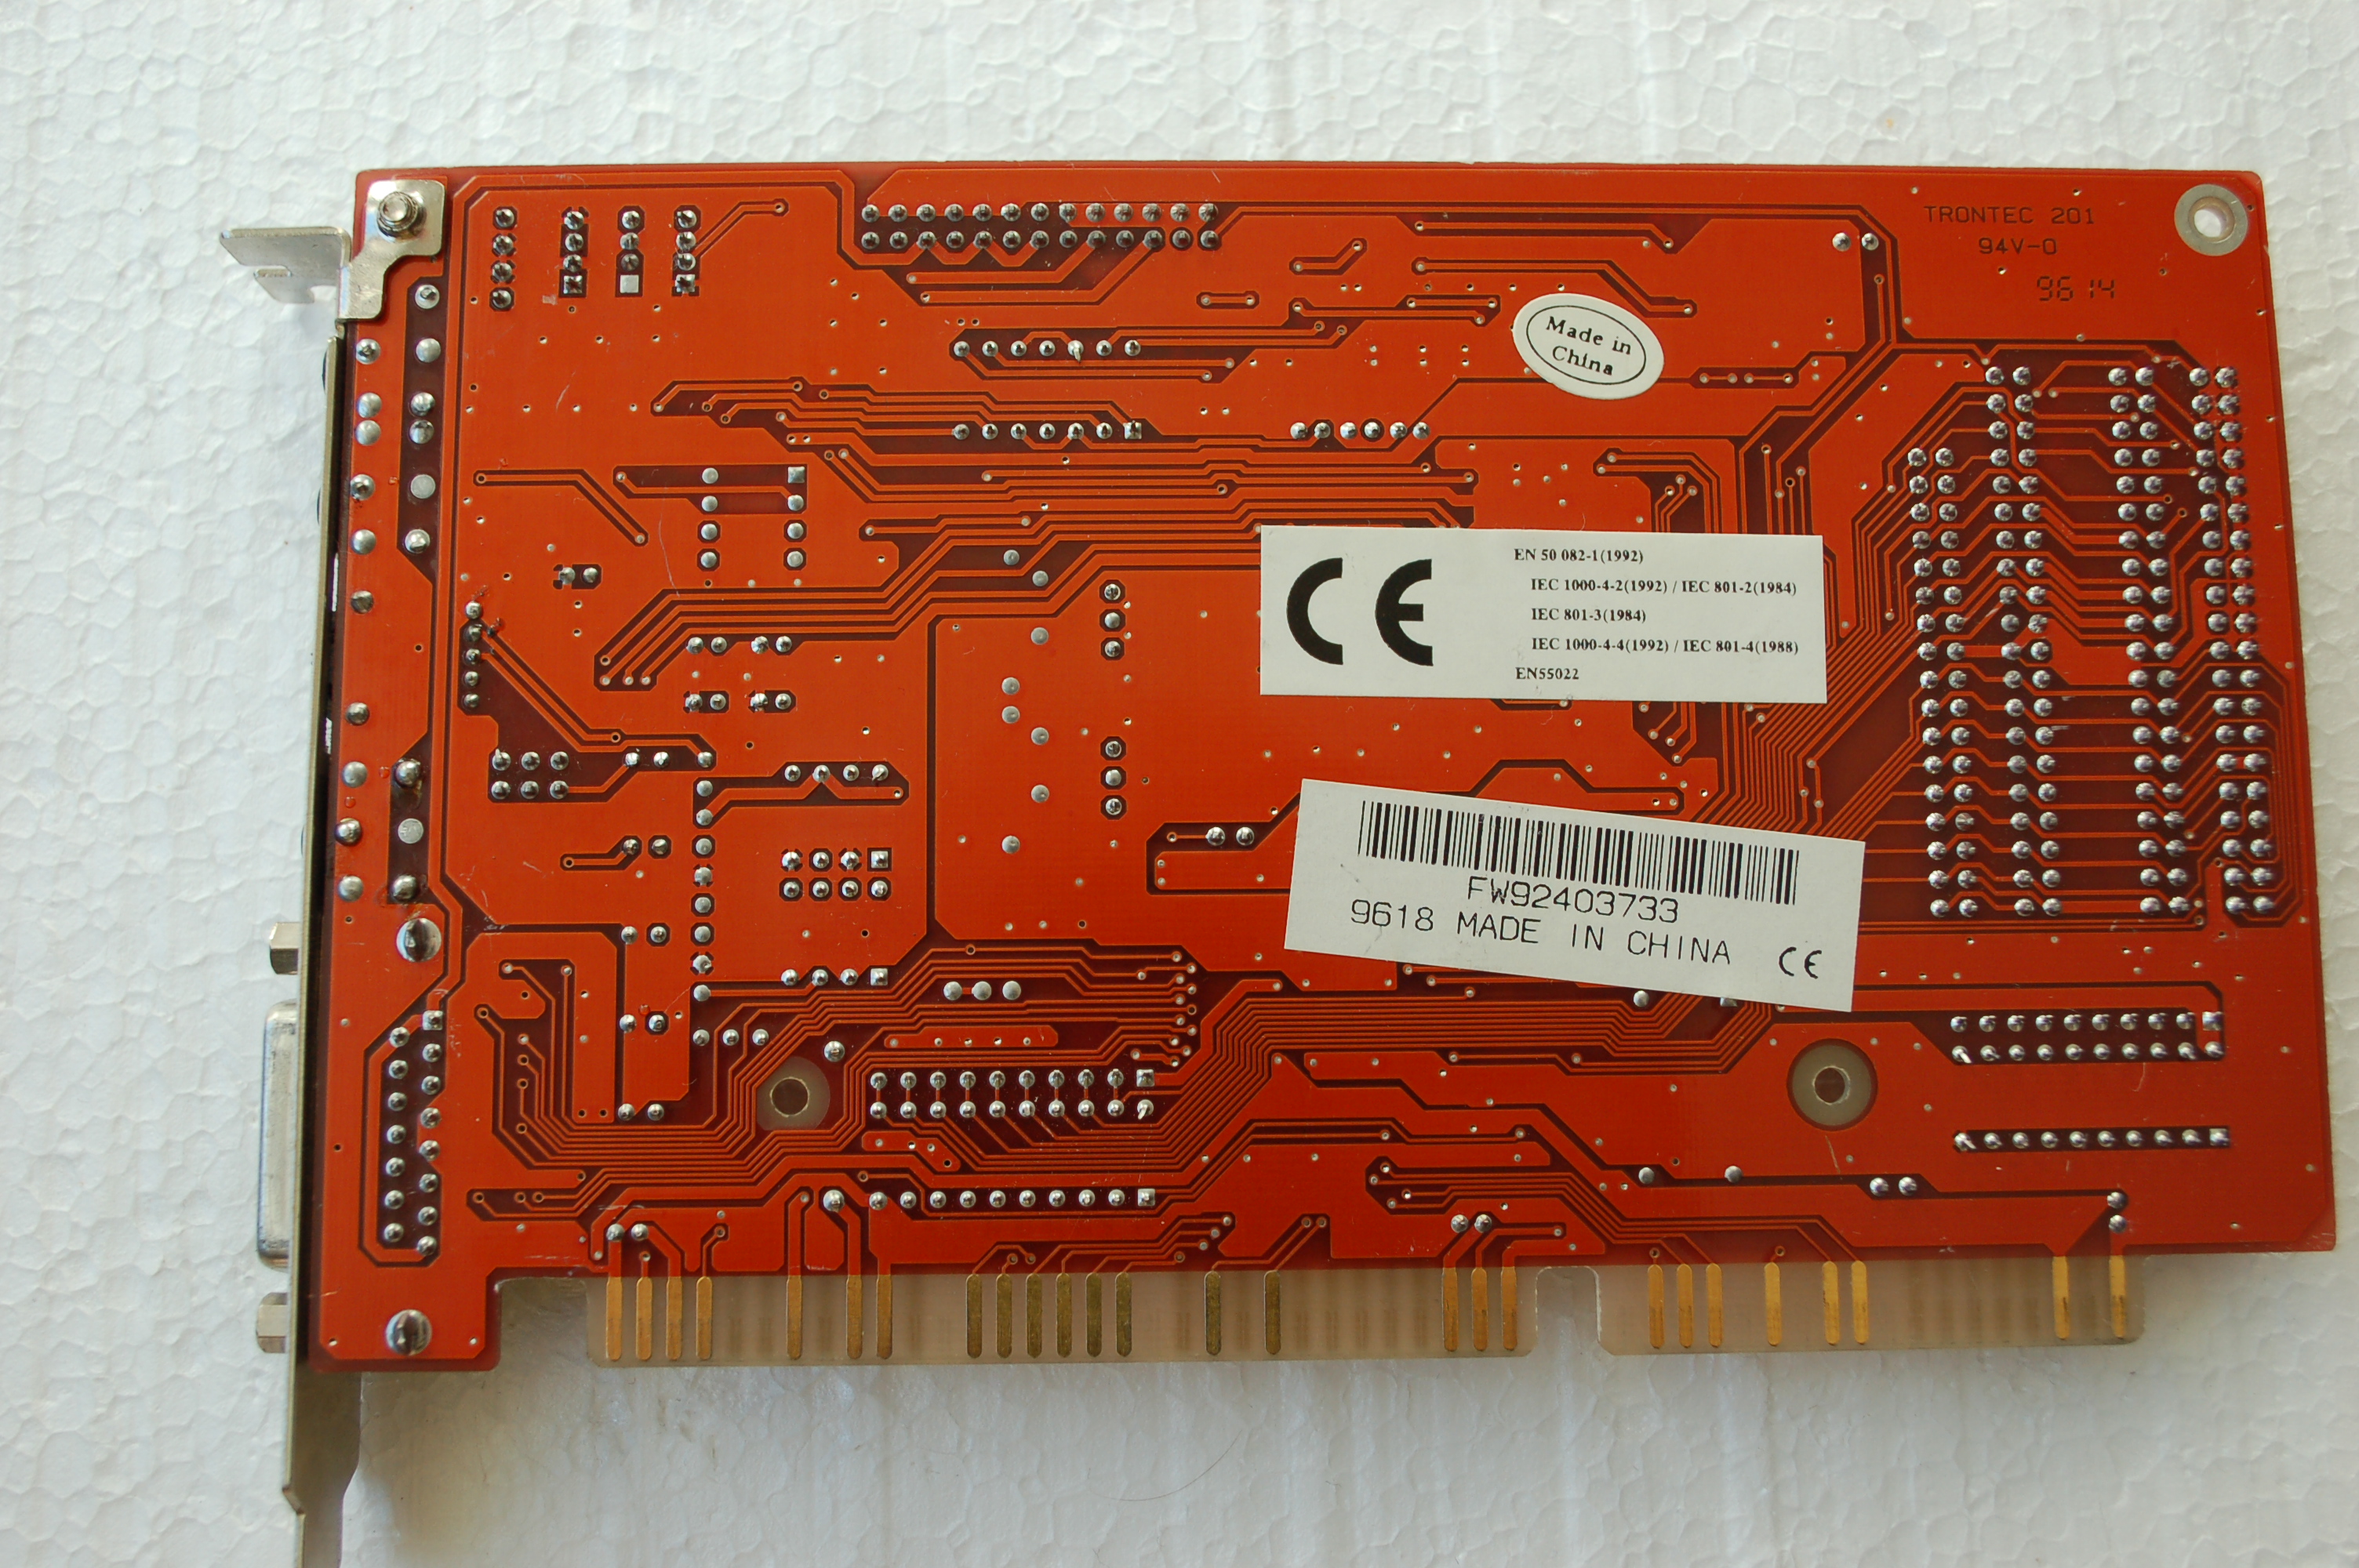 TRONTEC 201
94V-0
9614
Made in
China
CE
EN 50 082-1(1992)
IEC 1000-4-2(1992) / IEC 801-2(1984)
IEC 801-3(1984)
IEC 1000-4-4(1992) / IEC 801-4(1988)
EN55022
FW92403733
9618 MADE IN CHINA CE